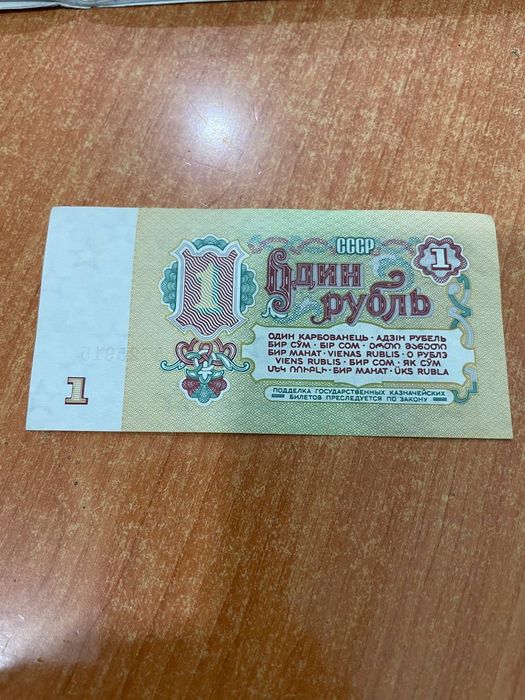 СССР
1
1
Один
рубль
ОДИН КАРБОВАНЕЦЬ · АДЗІН РУБЕЛЬ
БИР СЎМ · БІР СОМ · ᲔᲠᲗᲘ ᲛᲐᲜᲔᲗᲘ
БИР МАНАТ · VIENAS RUBLIS · О РУБЛЭ
VIENS RUBLIS · БИР СОМ · ЯК СЎМ
ՄԵԿ ՌՈՒԲԼԻ · БИР МАНАТ · ÜKS RUBLA
1
ПОДДЕЛКА ГОСУДАРСТВЕННЫХ КАЗНАЧЕЙСКИХ
БИЛЕТОВ ПРЕСЛЕДУЕТСЯ ПО ЗАКОНУ